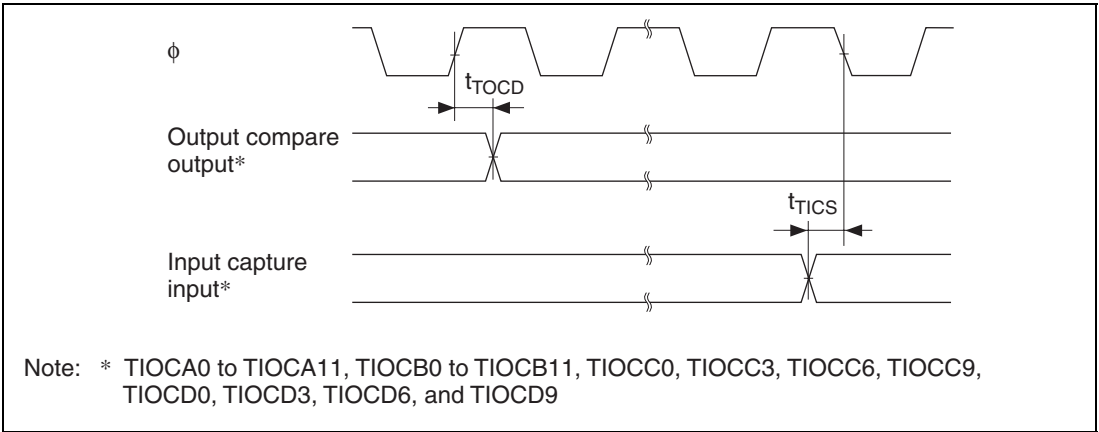 ϕ
tTOCD
Output compare
output*
tTICS
Input capture
input*
Note: * TIOCA0 to TIOCA11, TIOCB0 to TIOCB11, TIOCC0, TIOCC3, TIOCC6, TIOCC9,
TIOCD0, TIOCD3, TIOCD6, and TIOCD9